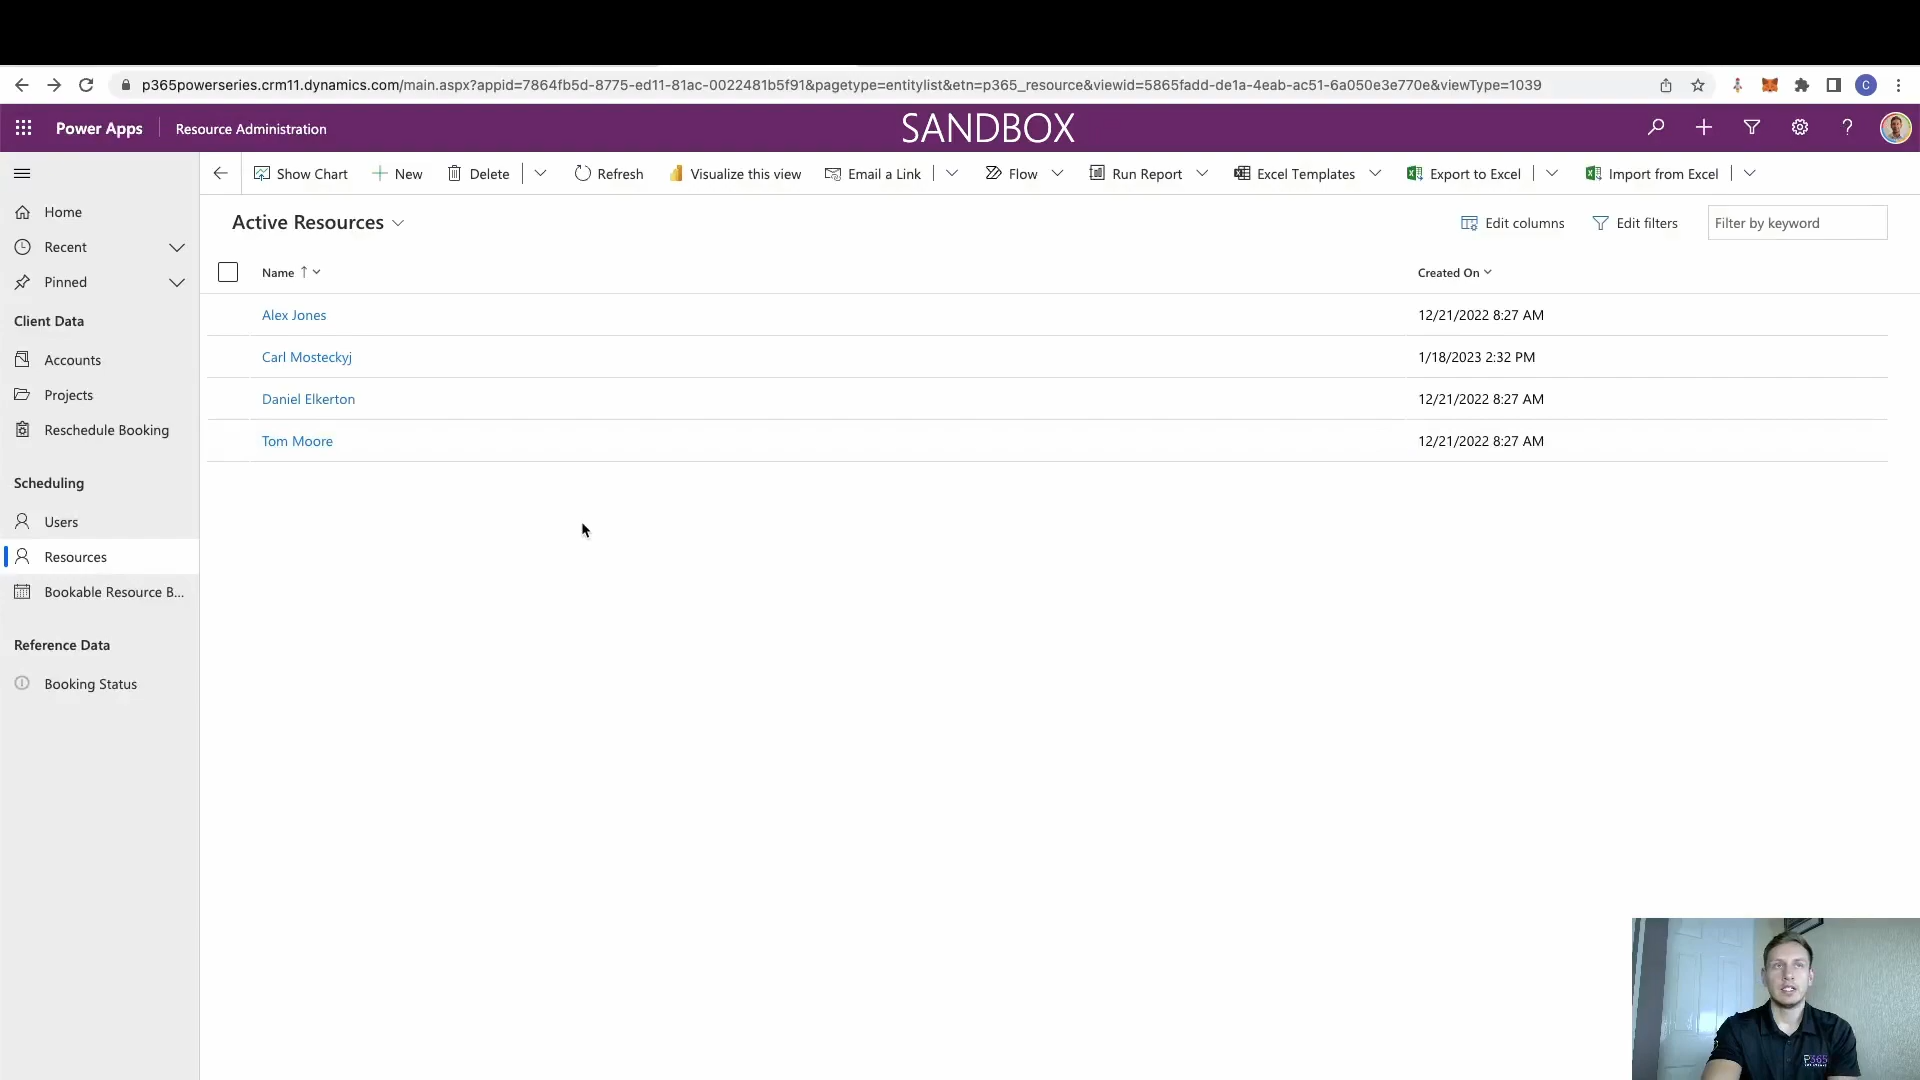 p365powerseries.crm11.dynamics.com/main.aspx?appid=7864fb5d-8775-ed11-81ac-0022481b5f91&pagetype=entitylist&etn=p365_resource&viewid=5865fadd-de1a-4eab-ac51-6a050e3e770e&viewType=1039
C
Power Apps
Resource Administration
SANDBOX
Show Chart
New
Delete
Refresh
Visualize this view
Email a Link
Flow
Run Report
Excel Templates
Export to Excel
Import from Excel
Home
Recent
Pinned
Client Data
Accounts
Projects
Reschedule Booking
Scheduling
Users
Resources
Bookable Resource B...
Reference Data
Booking Status
Active Resources
Edit columns
Edit filters
Filter by keyword
Name
Created On
Alex Jones
12/21/2022 8:27 AM
Carl Mosteckyj
1/18/2023 2:32 PM
Daniel Elkerton
12/21/2022 8:27 AM
Tom Moore
12/21/2022 8:27 AM
P365